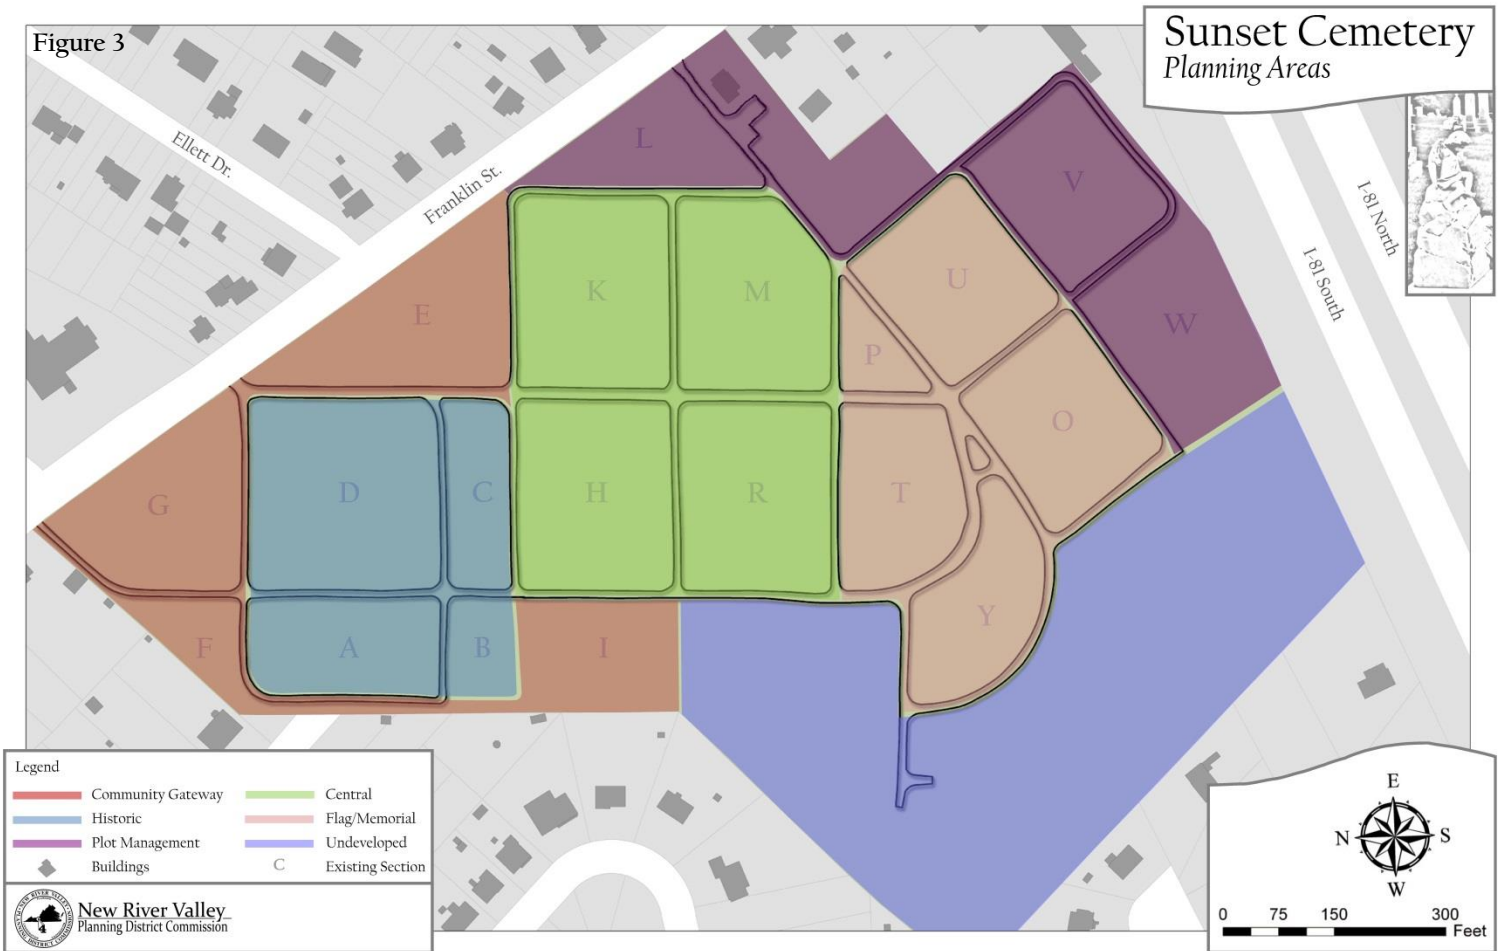 Figure 3
Sunset Cemetery
Planning Areas
Ellett Dr.
Franklin St.
I-81 North
I-81 South
L
V
E
K
M
U
W
P
G
D
C
H
R
T
O
F
A
B
I
Y
Legend
Community Gateway
Central
Historic
Flag/Memorial
Plot Management
Undeveloped
Buildings
C
Existing Section
New River Valley
Planning District Commission
E
N
S
W
0 75 150 300
Feet